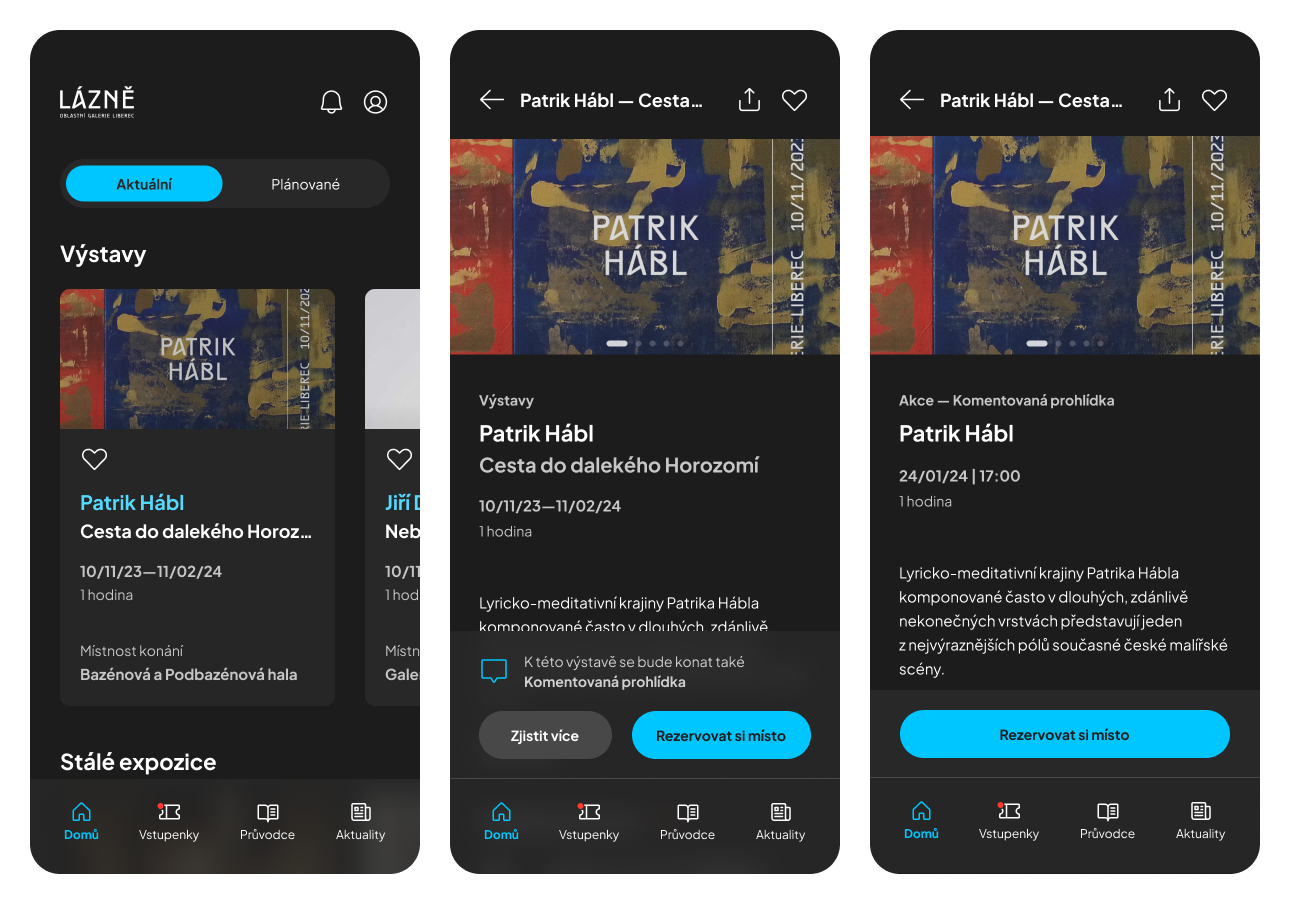 LÁZNĚ
OBLASTNÍ GALERIE LIBEREC
Aktuální
Plánované
Výstavy
PATRIK
HÁBL
RIE LIBEREC 10/11/202
Patrik Hábl
Cesta do dalekého Horoz…
10/11/23—11/02/24
1 hodina
Místnost konání
Bazénová a Podbazénová hala
Jiří D
Neb
10/11
1 hod
Místn
Gale
Stálé expozice
Domů
Vstupenky
Průvodce
Aktuality
Patrik Hábl — Cesta…
PATRIK
HÁBL
ERIE LIBEREC 10/11/2023
Výstavy
Patrik Hábl
Cesta do dalekého Horozomí
10/11/23—11/02/24
1 hodina
Lyricko-meditativní krajiny Patrika Hábla
komponované často v dlouhých, zdánlivě
K této výstavě se bude konat také
Komentovaná prohlídka
Zjistit více
Rezervovat si místo
Domů
Vstupenky
Průvodce
Aktuality
Patrik Hábl — Cesta…
PATRIK
HÁBL
ERIE LIBEREC 10/11/2023
Akce — Komentovaná prohlídka
Patrik Hábl
24/01/24 | 17:00
1 hodina
Lyricko-meditativní krajiny Patrika Hábla
komponované často v dlouhých, zdánlivě
nekonečných vrstvách představují jeden
z nejvýraznějších pólů současné české malířské
scény.
Rezervovat si místo
Domů
Vstupenky
Průvodce
Aktuality